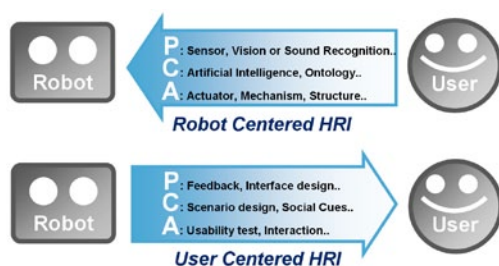 Robot
P: Sensor, Vision or Sound Recognition..
C: Artificial Intelligence, Ontology..
A: Actuator, Mechanism, Structure..
User
Robot Centered HRI
Robot
P: Feedback, Interface design..
C: Scenario design, Social Cues..
A: Usability test, Interaction..
User
User Centered HRI